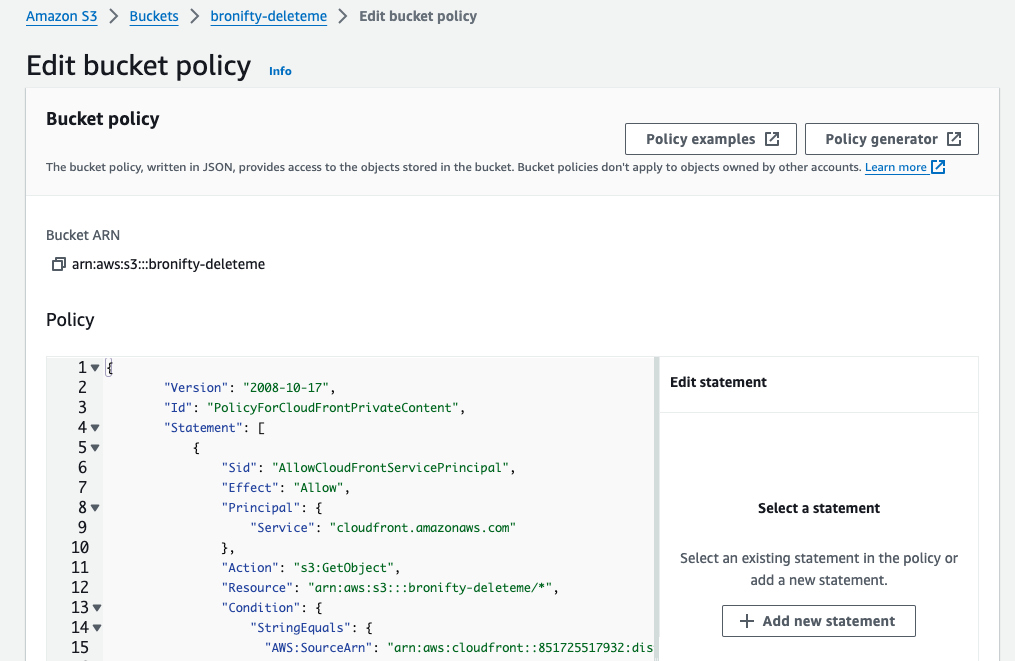 Amazon S3 > Buckets > bronifty-deleteme > Edit bucket policy
Edit bucket policy Info
Bucket policy
Policy examples
Policy generator
The bucket policy, written in JSON, provides access to the objects stored in the bucket. Bucket policies don't apply to objects owned by other accounts. Learn more
Bucket ARN
arn:aws:s3:::bronifty-deleteme
Policy
1 {
2 "Version": "2008-10-17",
3 "Id": "PolicyForCloudFrontPrivateContent",
4 "Statement": [
5 {
6 "Sid": "AllowCloudFrontServicePrincipal",
7 "Effect": "Allow",
8 "Principal": {
9 "Service": "cloudfront.amazonaws.com"
10 },
11 "Action": "s3:GetObject",
12 "Resource": "arn:aws:s3:::bronifty-deleteme/*",
13 "Condition": {
14 "StringEquals": {
15 "AWS:SourceArn": "arn:aws:cloudfront::851725517932:dis
Edit statement
Select a statement
Select an existing statement in the policy or
add a new statement.
+ Add new statement